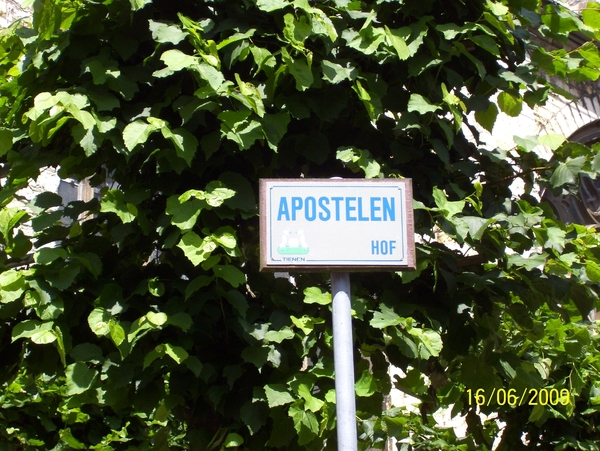 APOSTELEN
HOF
TIENEN
16/06/2009